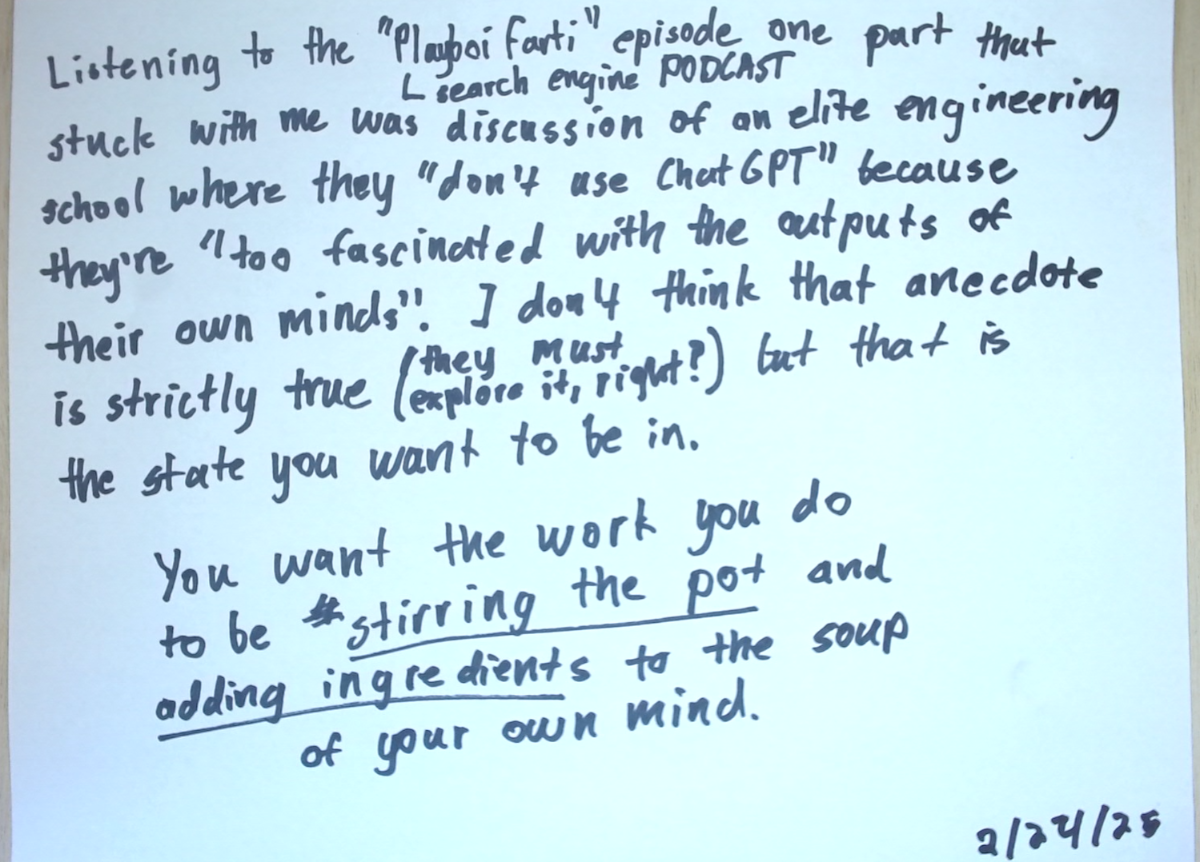 Listening to the "Playboi Farti" episode one part that
L search engine PODCAST
stuck with me was discussion of an elite engineering
school where they "don't use ChatGPT" because
they're "too fascinated with the outputs of
their own minds". I don't think that anecdote
is strictly true (they must explore it, right?) but that is
the state you want to be in.
You want the work you do
to be stirring the pot and
adding ingredients to the soup
of your own mind.
2/24/25